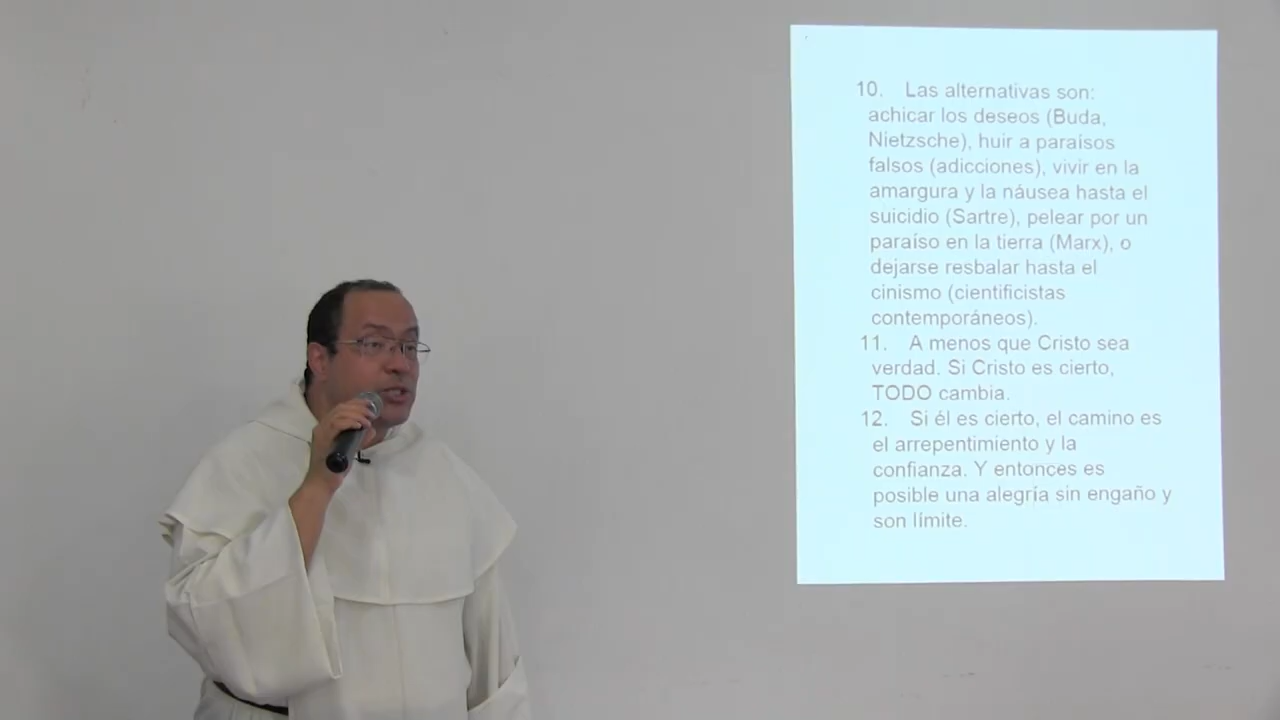 10. Las alternativas son:
achicar los deseos (Buda,
Nietzsche), huir a paraísos
falsos (adicciones), vivir en la
amargura y la náusea hasta el
suicidio (Sartre), pelear por un
paraíso en la tierra (Marx), o
dejarse resbalar hasta el
cinismo (cientificistas
contemporáneos).
11. A menos que Cristo sea
verdad. Si Cristo es cierto,
TODO cambia.
12. Si él es cierto, el camino es
el arrepentimiento y la
confianza. Y entonces es
posible una alegría sin engaño y
son límite.